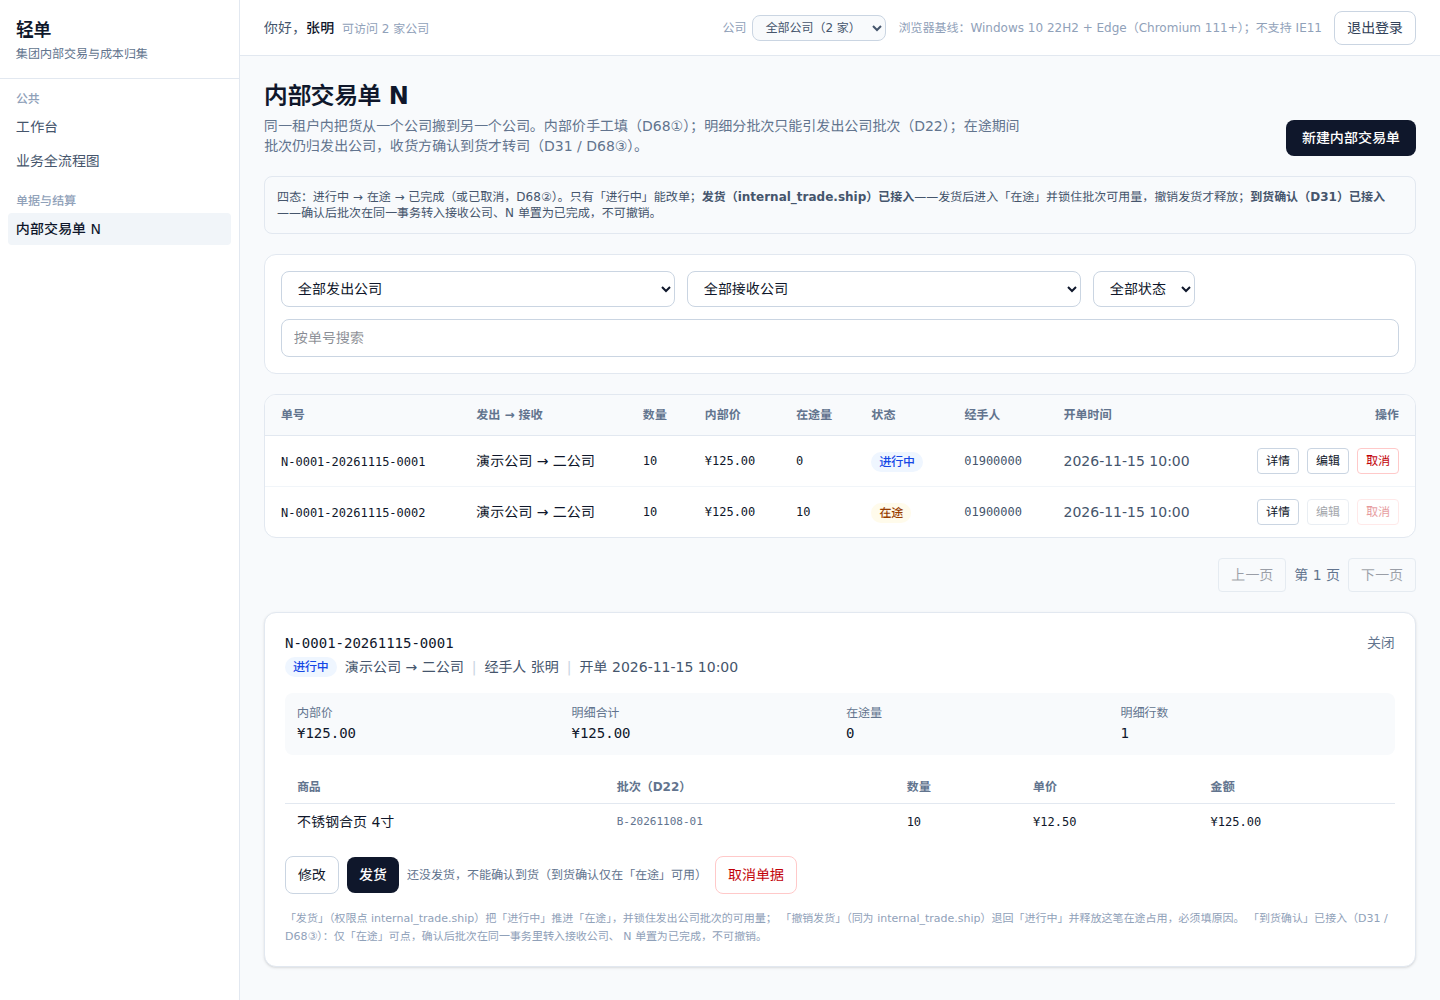 轻单
集团内部交易与成本归集
公共
工作台
业务全流程图
单据与结算
内部交易单 N
你好，张明 可访问 2 家公司
公司 全部公司（2 家） 浏览器基线：Windows 10 22H2 + Edge（Chromium 111+）；不支持 IE11 退出登录
内部交易单 N
同一租户内把货从一个公司搬到另一个公司。内部价手工填（D68①）；明细分批次只能引发出公司批次（D22）；在途期间
批次仍归发出公司，收货方确认到货才转司（D31 / D68③）。
新建内部交易单
四态：进行中 → 在途 → 已完成（或已取消，D68②）。只有「进行中」能改单；发货（internal_trade.ship）已接入——发货后进入「在途」并锁住批次可用量，撤销发货才释放；到货确认（D31）已接入
——确认后批次在同一事务转入接收公司、N 单置为已完成，不可撤销。
全部发出公司 全部接收公司 全部状态
按单号搜索
单号 发出 → 接收 数量 内部价 在途量 状态 经手人 开单时间 操作
N-0001-20261115-0001 演示公司 → 二公司 10 ¥125.00 0 进行中 01900000 2026-11-15 10:00 详情 编辑 取消
N-0001-20261115-0002 演示公司 → 二公司 10 ¥125.00 10 在途 01900000 2026-11-15 10:00 详情 编辑 取消
上一页 第 1 页 下一页
N-0001-20261115-0001 关闭
进行中 演示公司 → 二公司 | 经手人 张明 | 开单 2026-11-15 10:00
内部价 明细合计 在途量 明细行数
¥125.00 ¥125.00 0 1
商品 批次（D22） 数量 单价 金额
不锈钢合页 4寸 B-20261108-01 10 ¥12.50 ¥125.00
修改 发货 还没发货，不能确认到货（到货确认仅在「在途」可用） 取消单据
「发货」（权限点 internal_trade.ship）把「进行中」推进「在途」，并锁住发出公司批次的可用量； 「撤销发货」（同为 internal_trade.ship）退回「进行中」并释放这笔在途占用，必须填原因。 「到货确认」已接入（D31 /
D68③）：仅「在途」可点，确认后批次在同一事务里转入接收公司、 N 单置为已完成，不可撤销。